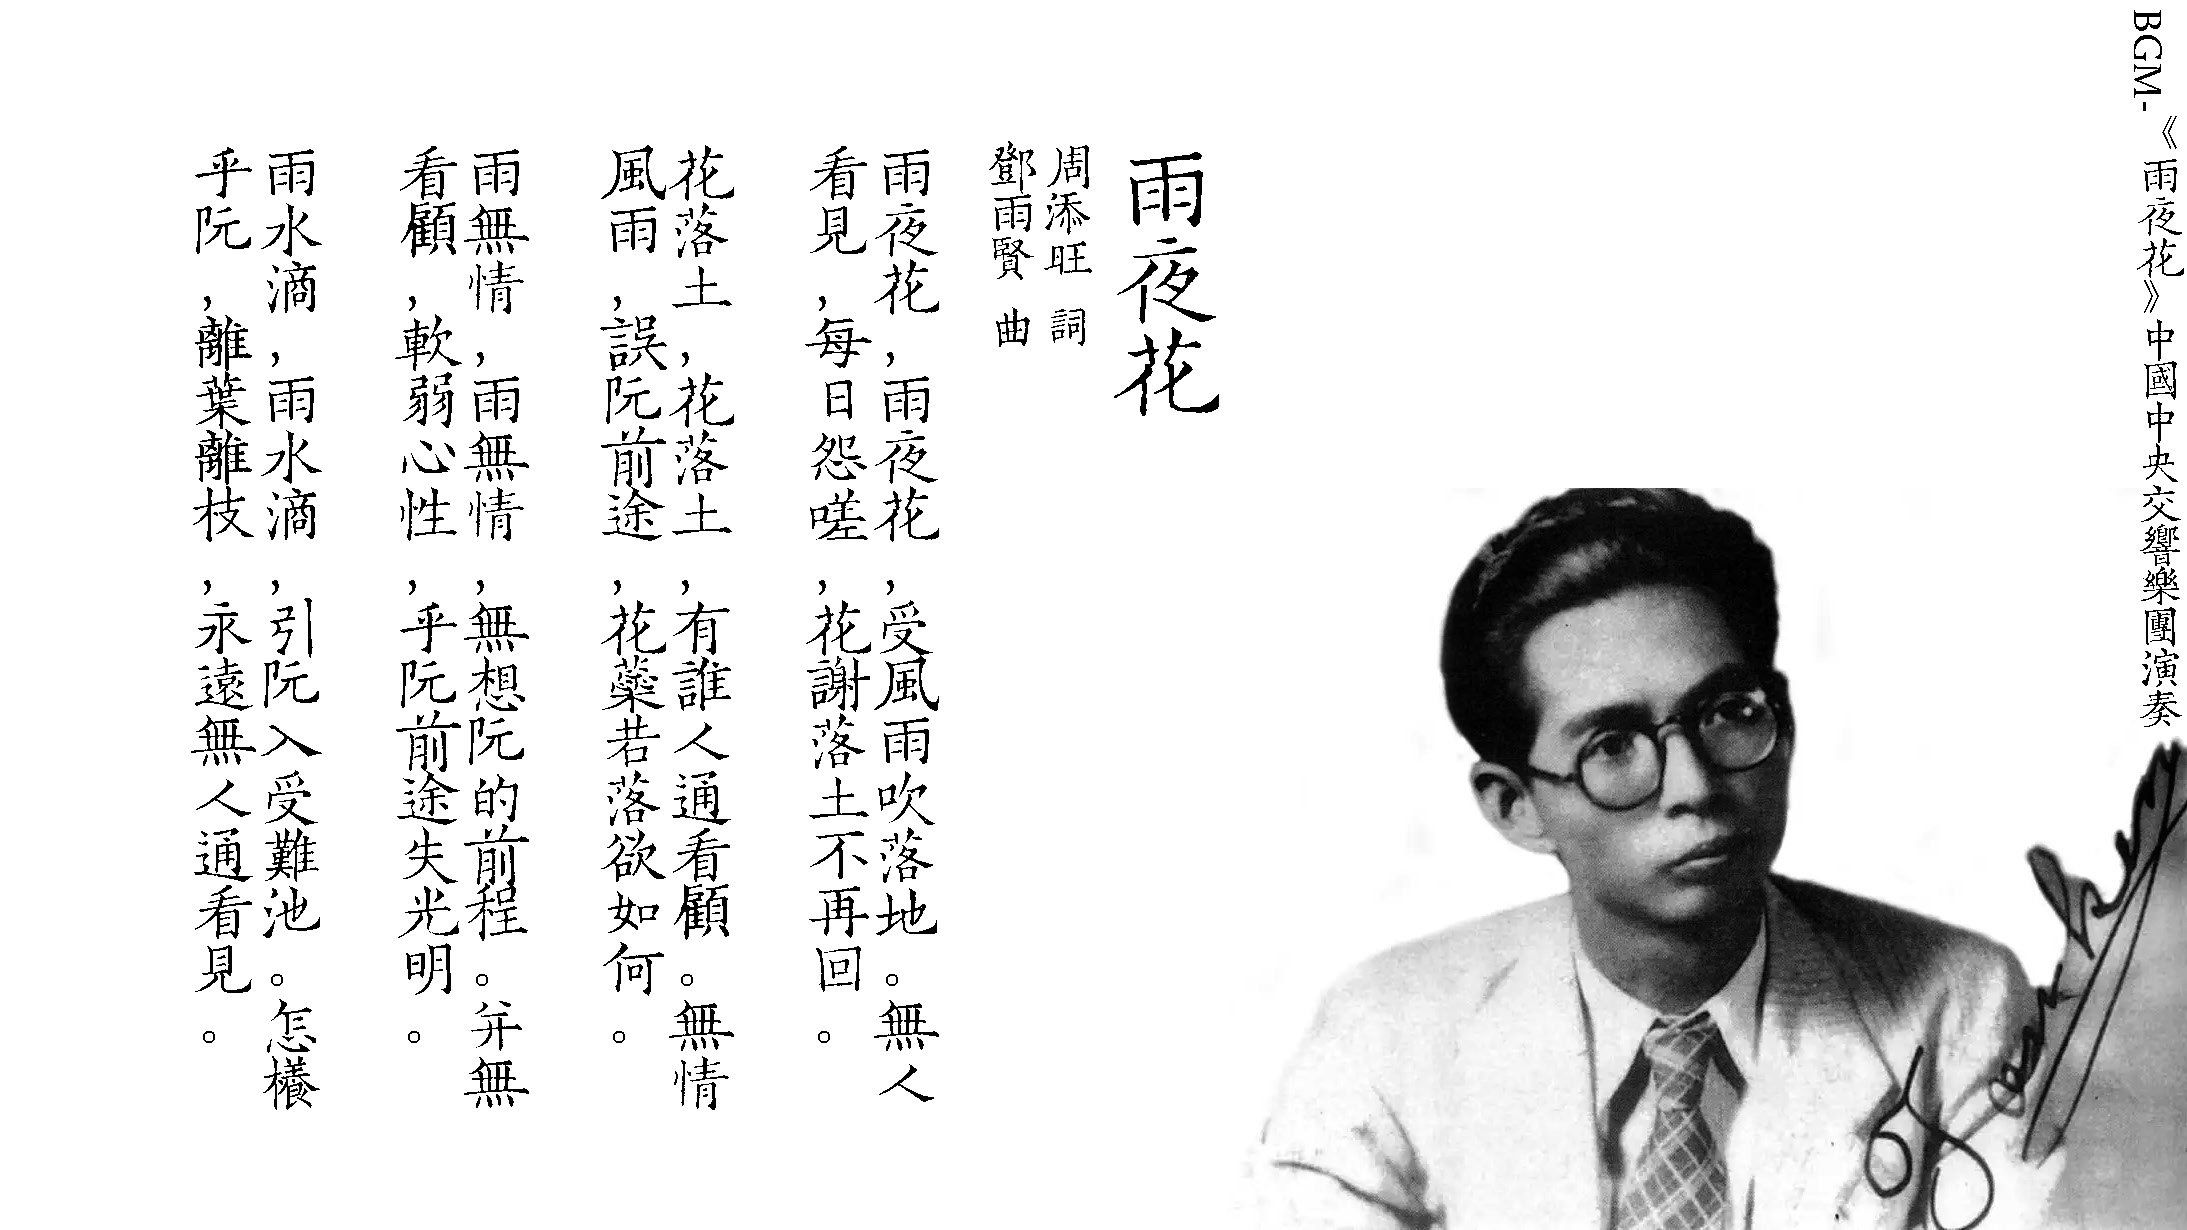 BGM-《雨夜花》中國中央交響樂團演奏
雨夜花
周添旺 詞
鄧雨賢 曲
雨夜花,雨夜花,受風雨吹落地。無人
看見,每日怨嗟,花謝落土不再回。
花落土,花落土,有誰人通看顧。無情
風雨,誤阮前途,花蘂若落欲如何。
雨無情,雨無情,無想阮的前程。并無
看顧,軟弱心性,乎阮前途失光明。
雨水滴,雨水滴,引阮入受難池。怎樣
乎阮,離葉離枝,永遠無人通看見。